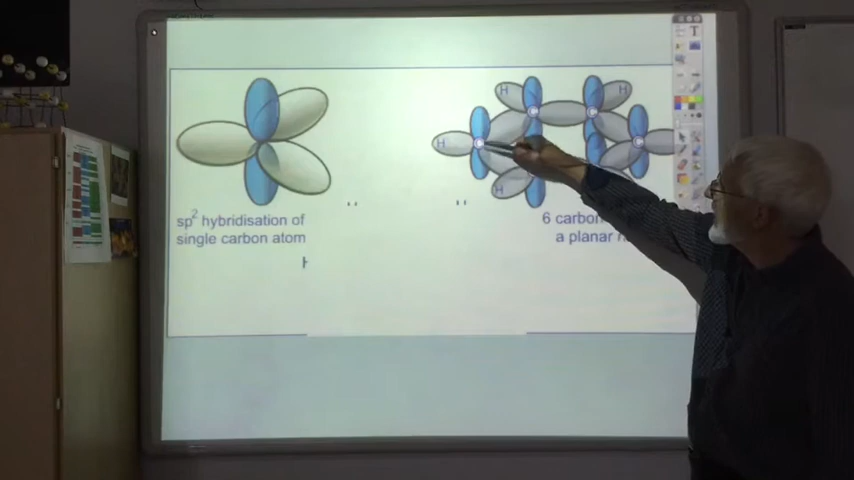 T
H
H
C
C
H
C
C
H
sp2 hybridisation of
single carbon atom
6 carbon
a planar
H